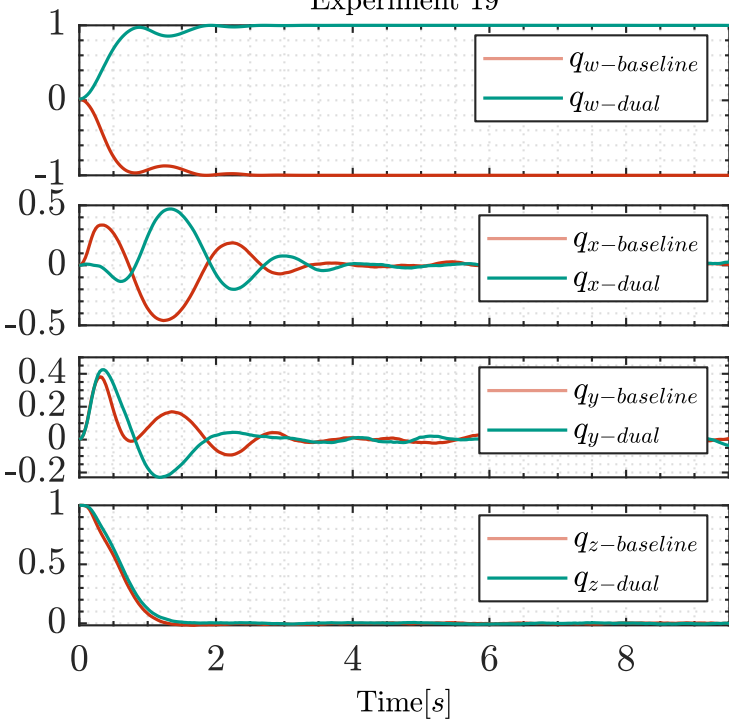 Experiment 19
1
0
-1
q_{w-baseline}
q_{w-dual}
0.5
0
-0.5
q_{x-baseline}
q_{x-dual}
0.4
0.2
0
-0.2
q_{y-baseline}
q_{y-dual}
1
0.5
0
q_{z-baseline}
q_{z-dual}
0 2 4 6 8
Time[s]